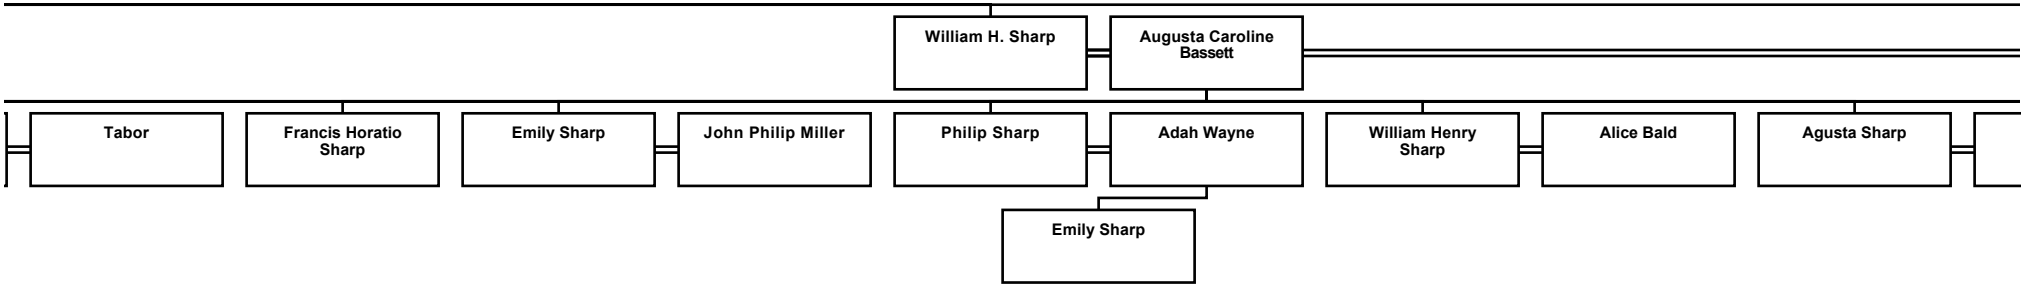 William H. Sharp
Augusta Caroline
Bassett
Tabor
Francis Horatio
Sharp
Emily Sharp
John Philip Miller
Philip Sharp
Adah Wayne
William Henry
Sharp
Alice Bald
Agusta Sharp
Emily Sharp